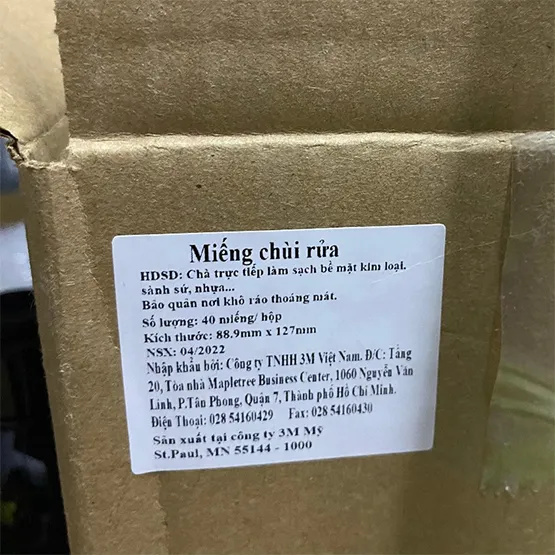 Miếng chùi rửa
HDSD: Chà trực tiếp làm sạch bề mặt kim loại.
sành sứ, nhựa...
Bảo quản nơi khô ráo thoáng mát.
Số lượng: 40 miếng/ hộp
Kích thước: 88.9mm x 127mm
NSX: 04/2022
Nhập khẩu bởi: Công ty TNHH 3M Việt Nam. Đ/C: Tầng
20, Tòa nhà Mapletree Business Center, 1060 Nguyễn Văn
Linh, P.Tân Phong, Quận 7, Thành phố Hồ Chí Minh.
Điện Thoại: 028 54160429 Fax: 028 54160430
Sản xuất tại công ty 3M Mỹ
St.Paul, MN 55144 - 1000